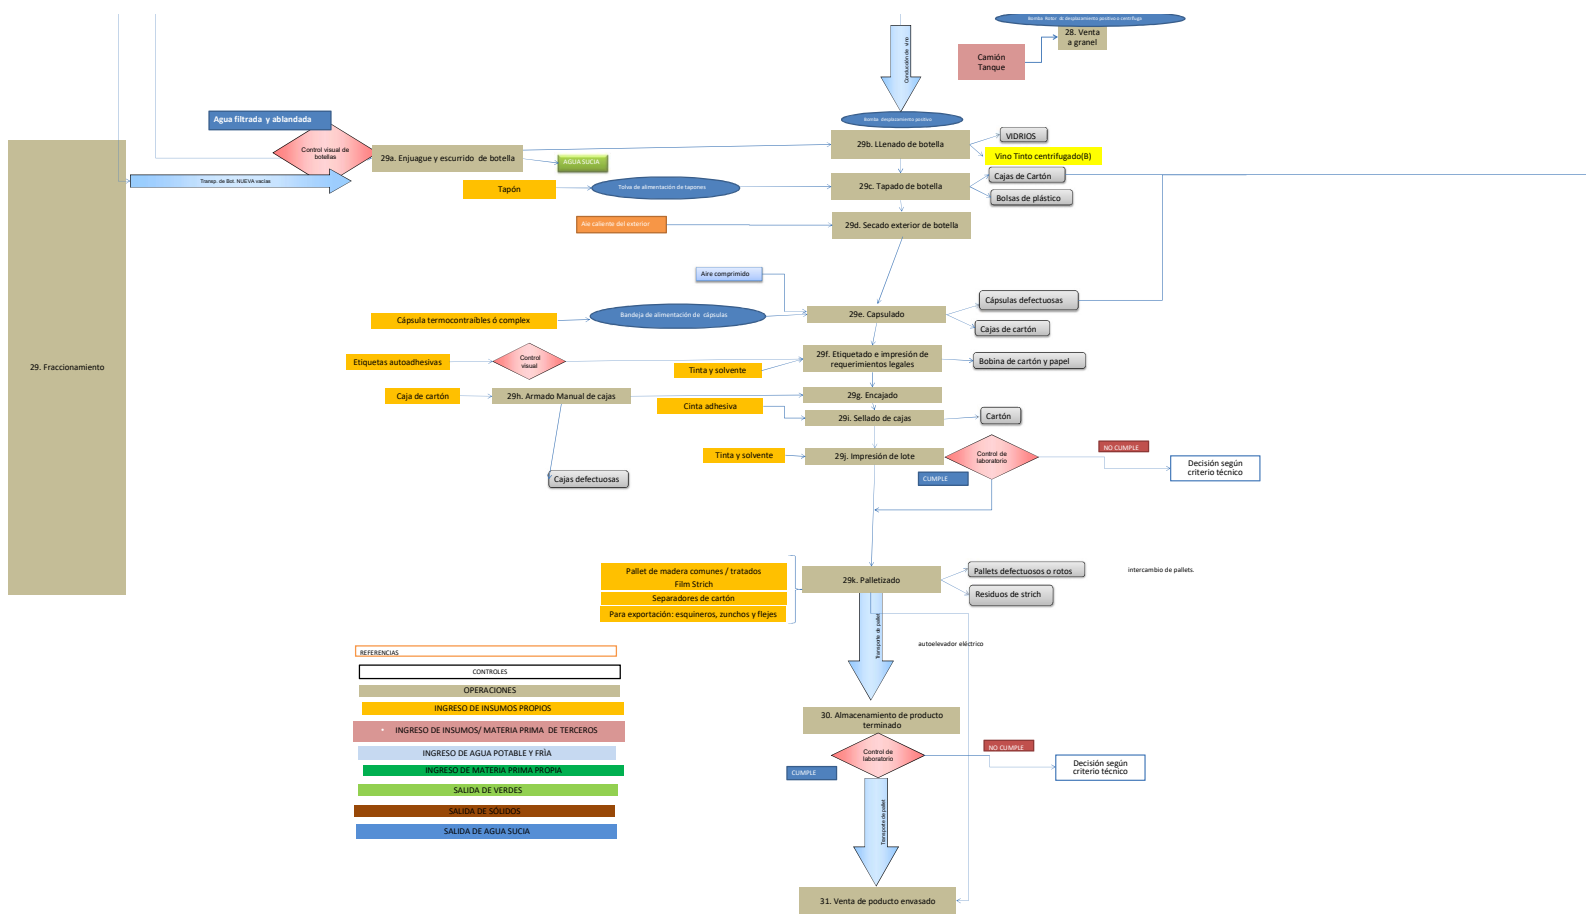 Bomba Rotor de desplazamiento positivo o centrífuga
28. Venta
a granel
Camión
Tanque
Conducción de vino
Agua filtrada y ablandada
Bomba desplazamiento positivo
Control visual de
botellas
29a. Enjuague y escurrido de botella
AGUA SUCIA
29b. LLenado de botella
VIDRIOS
Vino Tinto centrifugado(B)
Transp. de Bot. NUEVA vacías
Tapón
Tolva de alimentación de tapones
29c. Tapado de botella
Cajas de Cartón
Bolsas de plástico
Aie caliente del exterior
29d. Secado exterior de botella
Aire comprimido
Cápsula termocontraíbles ó complex
Bandeja de alimentación de cápsulas
29e. Capsulado
Cápsulas defectuosas
Cajas de cartón
29. Fraccionamiento
Etiquetas autoadhesivas
Control
visual
Tinta y solvente
29f. Etiquetado e impresión de
requerimientos legales
Bobina de cartón y papel
Caja de cartón
29h. Armado Manual de cajas
29g. Encajado
Cinta adhesiva
29i. Sellado de cajas
Cartón
Tinta y solvente
29j. Impresión de lote
Control de
laboratorio
NO CUMPLE
Decisión según
criterio técnico
CUMPLE
Cajas defectuosas
Pallet de madera comunes / tratados
Film Strich
Separadores de cartón
Para exportación: esquineros, zunchos y flejes
29k. Palletizado
Pallets defectuosos o rotos
Residuos de strich
intercambio de pallets.
Transporte de pallet
autoelevador eléctrico
REFERENCIAS
CONTROLES
OPERACIONES
INGRESO DE INSUMOS PROPIOS
• INGRESO DE INSUMOS/ MATERIA PRIMA DE TERCEROS
INGRESO DE AGUA POTABLE Y FRÌA
INGRESO DE MATERIA PRIMA PROPIA
SALIDA DE VERDES
SALIDA DE SÓLIDOS
SALIDA DE AGUA SUCIA
30. Almacenamiento de producto
terminado
Control de
laboratorio
NO CUMPLE
Decisión según
criterio técnico
CUMPLE
Transporte de pallet
31. Venta de poducto envasado